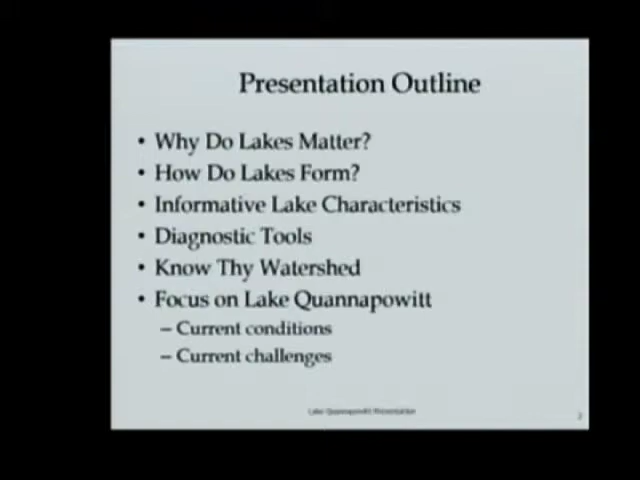 Presentation Outline
• Why Do Lakes Matter?
• How Do Lakes Form?
• Informative Lake Characteristics
• Diagnostic Tools
• Know Thy Watershed
• Focus on Lake Quannapowitt
– Current conditions
– Current challenges
Lake Quannapowitt Presentation
2